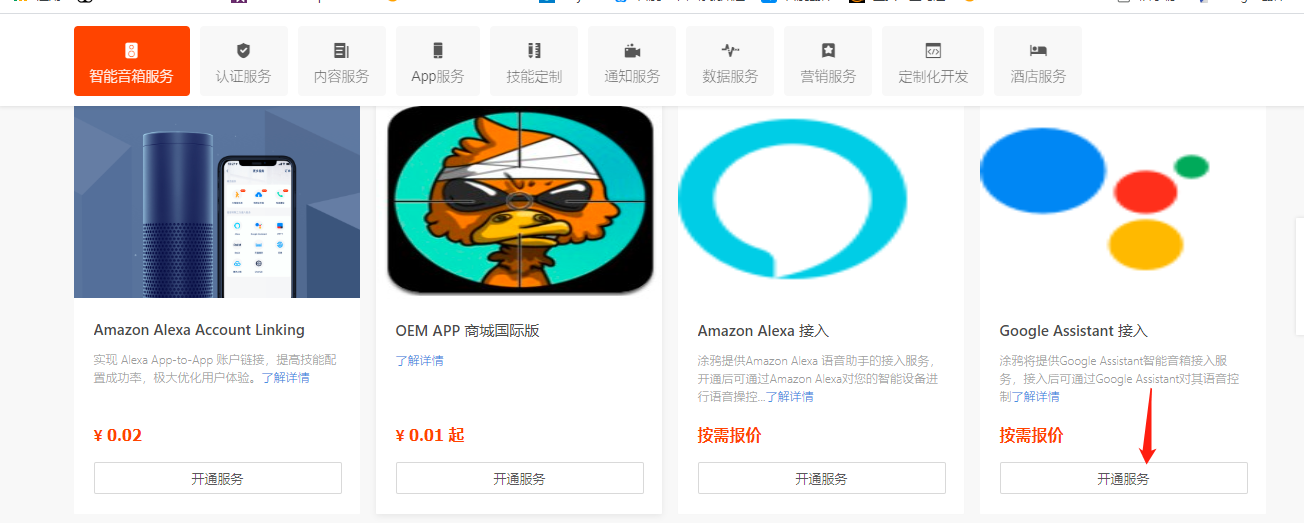 智能音箱服务
认证服务
内容服务
App服务
技能定制
通知服务
数据服务
营销服务
定制化开发
酒店服务
Amazon Alexa Account Linking
实现 Alexa App-to-App 账户链接，提高技能配
置成功率，极大优化用户体验。了解详情
¥ 0.02
开通服务
OEM APP 商城国际版
了解详情
¥ 0.01 起
开通服务
Amazon Alexa 接入
涂鸦提供Amazon Alexa 语音助手的接入服务，
开通后可通过Amazon Alexa对您的智能设备进
行语音操控...了解详情
按需报价
开通服务
Google Assistant 接入
涂鸦将提供Google Assistant智能音箱接入服
务，接入后可通过Google Assistant对其语音控
制了解详情
按需报价
开通服务